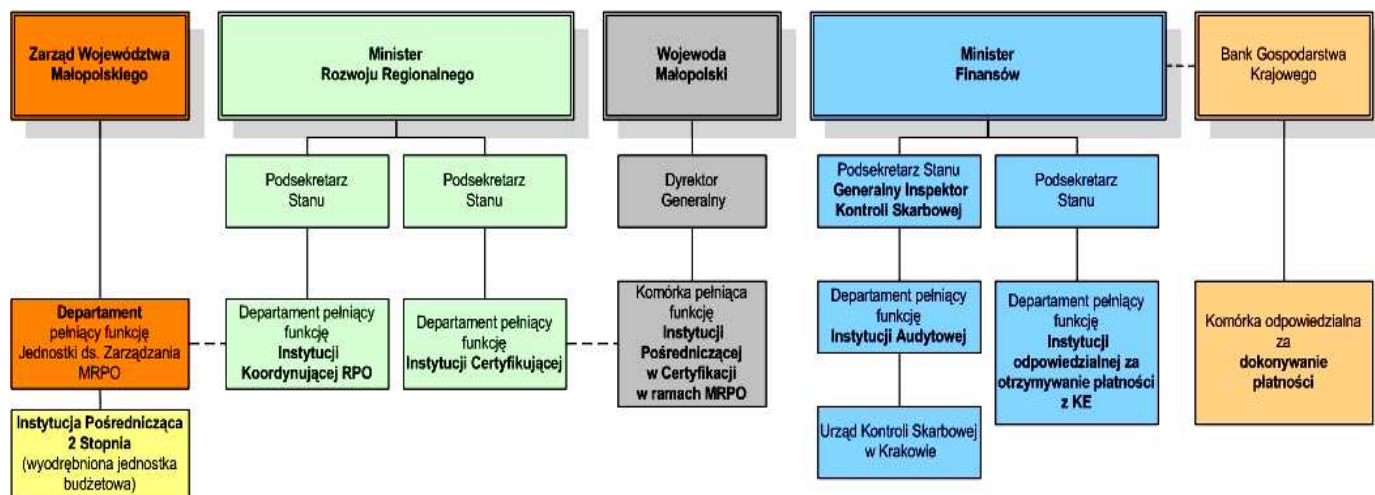 Zarząd Województwa
Małopolskiego
Minister
Rozwoju Regionalnego
Wojewoda
Małopolski
Minister
Finansów
Bank Gospodarstwa
Krajowego
Podsekretarz
Stanu
Podsekretarz
Stanu
Dyrektor
Generalny
Podsekretarz Stanu
Generalny Inspektor
Kontroli Skarbowej
Podsekretarz
Stanu
Departament
pełniący funkcję
Jednostki ds. Zarządzania
MRPO
Departament pełniący
funkcję
Instytucji
Koordynującej RPO
Departament pełniący
funkcję
Instytucji Certyfikującej
Komórka pełniąca
funkcję
Instytucji
Pośredniczącej
w Certyfikacji
w ramach MRPO
Departament pełniący
funkcję
Instytucji Audytowej
Departament pełniący
funkcję
Instytucji
odpowiedzialnej za
otrzymywanie płatności
z KE
Komórka odpowiedzialna
za
dokonywanie
płatności
Instytucja Pośrednicząca
2 Stopnia
(wyodrębniona jednostka
budżetowa)
Urząd Kontroli Skarbowej
w Krakowie